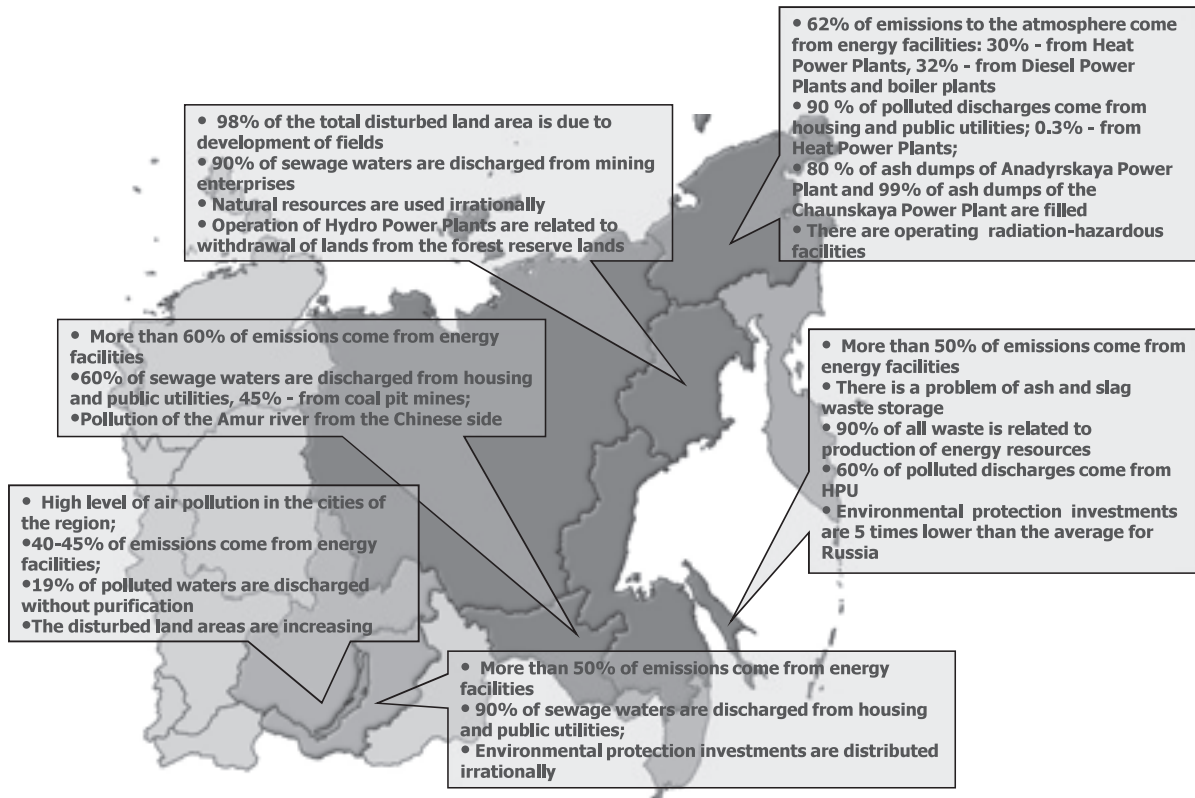 • 62% of emissions to the atmosphere come
from energy facilities: 30% - from Heat
Power Plants, 32% - from Diesel Power
Plants and boiler plants
• 90 % of polluted discharges come from
housing and public utilities; 0.3% - from
Heat Power Plants;
• 80 % of ash dumps of Anadyrskaya Power
Plant and 99% of ash dumps of the
Chaunskaya Power Plant are filled
• There are operating radiation-hazardous
facilities
• 98% of the total disturbed land area is due to
development of fields
• 90% of sewage waters are discharged from mining
enterprises
• Natural resources are used irrationally
• Operation of Hydro Power Plants are related to
withdrawal of lands from the forest reserve lands
• More than 60% of emissions come from energy
facilities
•60% of sewage waters are discharged from housing
and public utilities, 45% - from coal pit mines;
•Pollution of the Amur river from the Chinese side
• More than 50% of emissions come from
energy facilities
• There is a problem of ash and slag
waste storage
• 90% of all waste is related to
production of energy resources
• 60% of polluted discharges come from
HPU
• Environmental protection investments
are 5 times lower than the average for
Russia
• High level of air pollution in the cities of
the region;
•40-45% of emissions come from energy
facilities;
•19% of polluted waters are discharged
without purification
•The disturbed land areas are increasing
• More than 50% of emissions come from energy
facilities
• 90% of sewage waters are discharged from housing
and public utilities;
• Environmental protection investments are distributed
irrationally